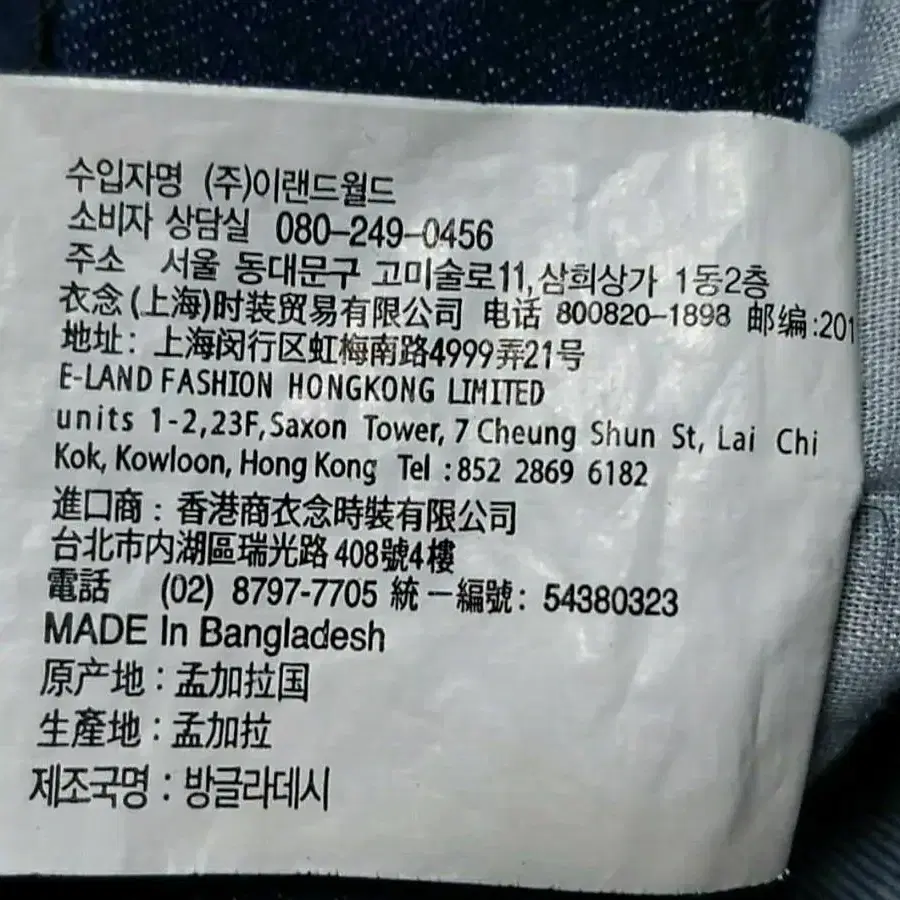 수입자명 (주)이랜드월드
소비자 상담실 080-249-0456
주소 서울 동대문구 고미술로11,삼희상가 1동2층
衣念(上海)时装贸易有限公司 电话 800820-1898 邮编:201
地址: 上海闵行区虹梅南路4999弄21号
E-LAND FASHION HONGKONG LIMITED
units 1-2,23F,Saxon Tower, 7 Cheung Shun St, Lai Chi
Kok, Kowloon, Hong Kong Tel :852 2869 6182
進口商 : 香港商衣念時裝有限公司
台北市内湖區瑞光路 408號4樓
電話 (02) 8797-7705 統一編號: 54380323
MADE In Bangladesh
原产地 : 孟加拉国
生產地 : 孟加拉
제조국명 : 방글라데시